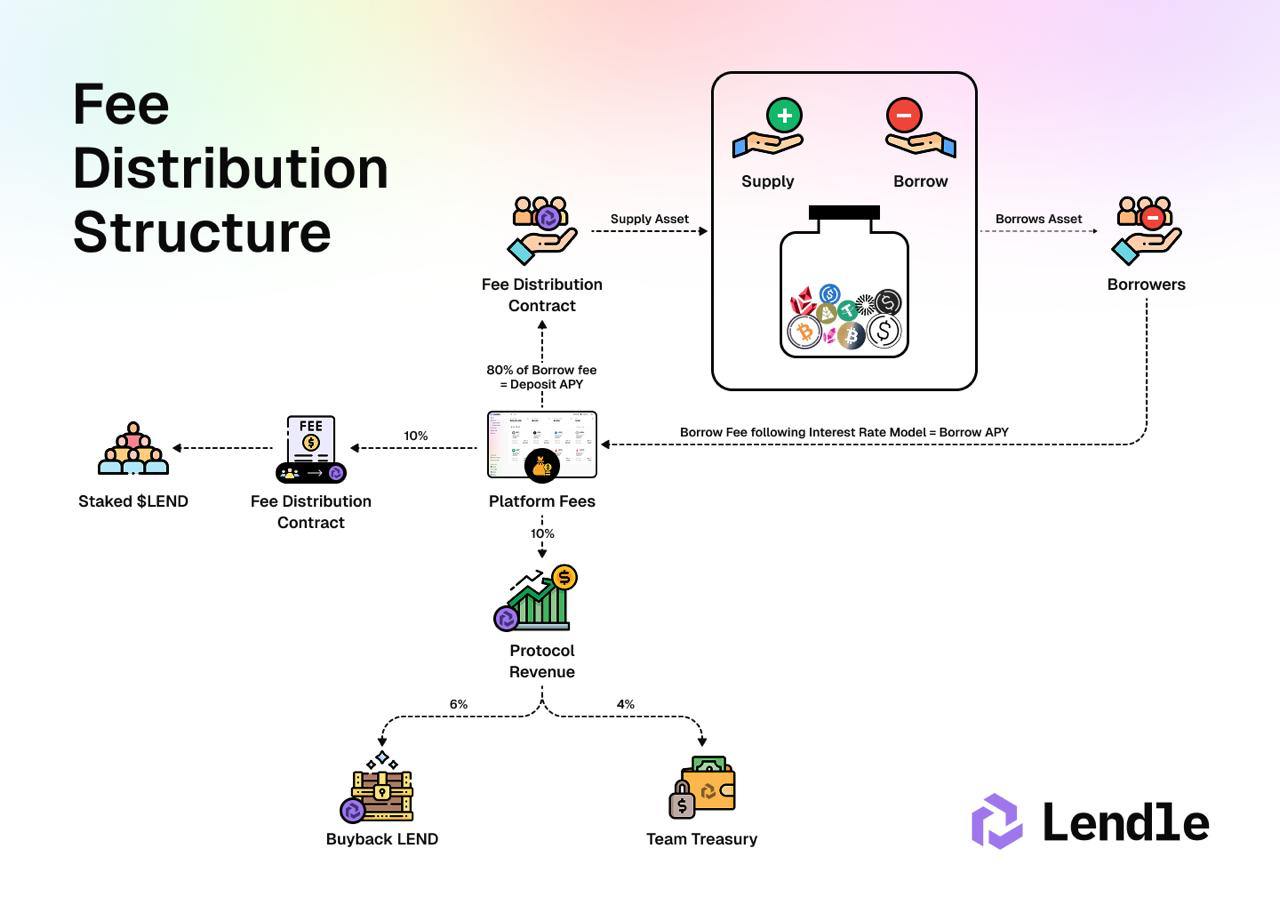 Fee
Distribution
Structure
Supply
Borrow
Supply Asset
Borrows Asset
Fee Distribution
Contract
Borrowers
80% of Borrow fee
= Deposit APY
Borrow Fee following Interest Rate Model = Borrow APY
10%
FEE
Staked $LEND
Fee Distribution
Contract
Platform Fees
10%
Protocol
Revenue
6%
4%
Buyback LEND
Team Treasury
Lendle